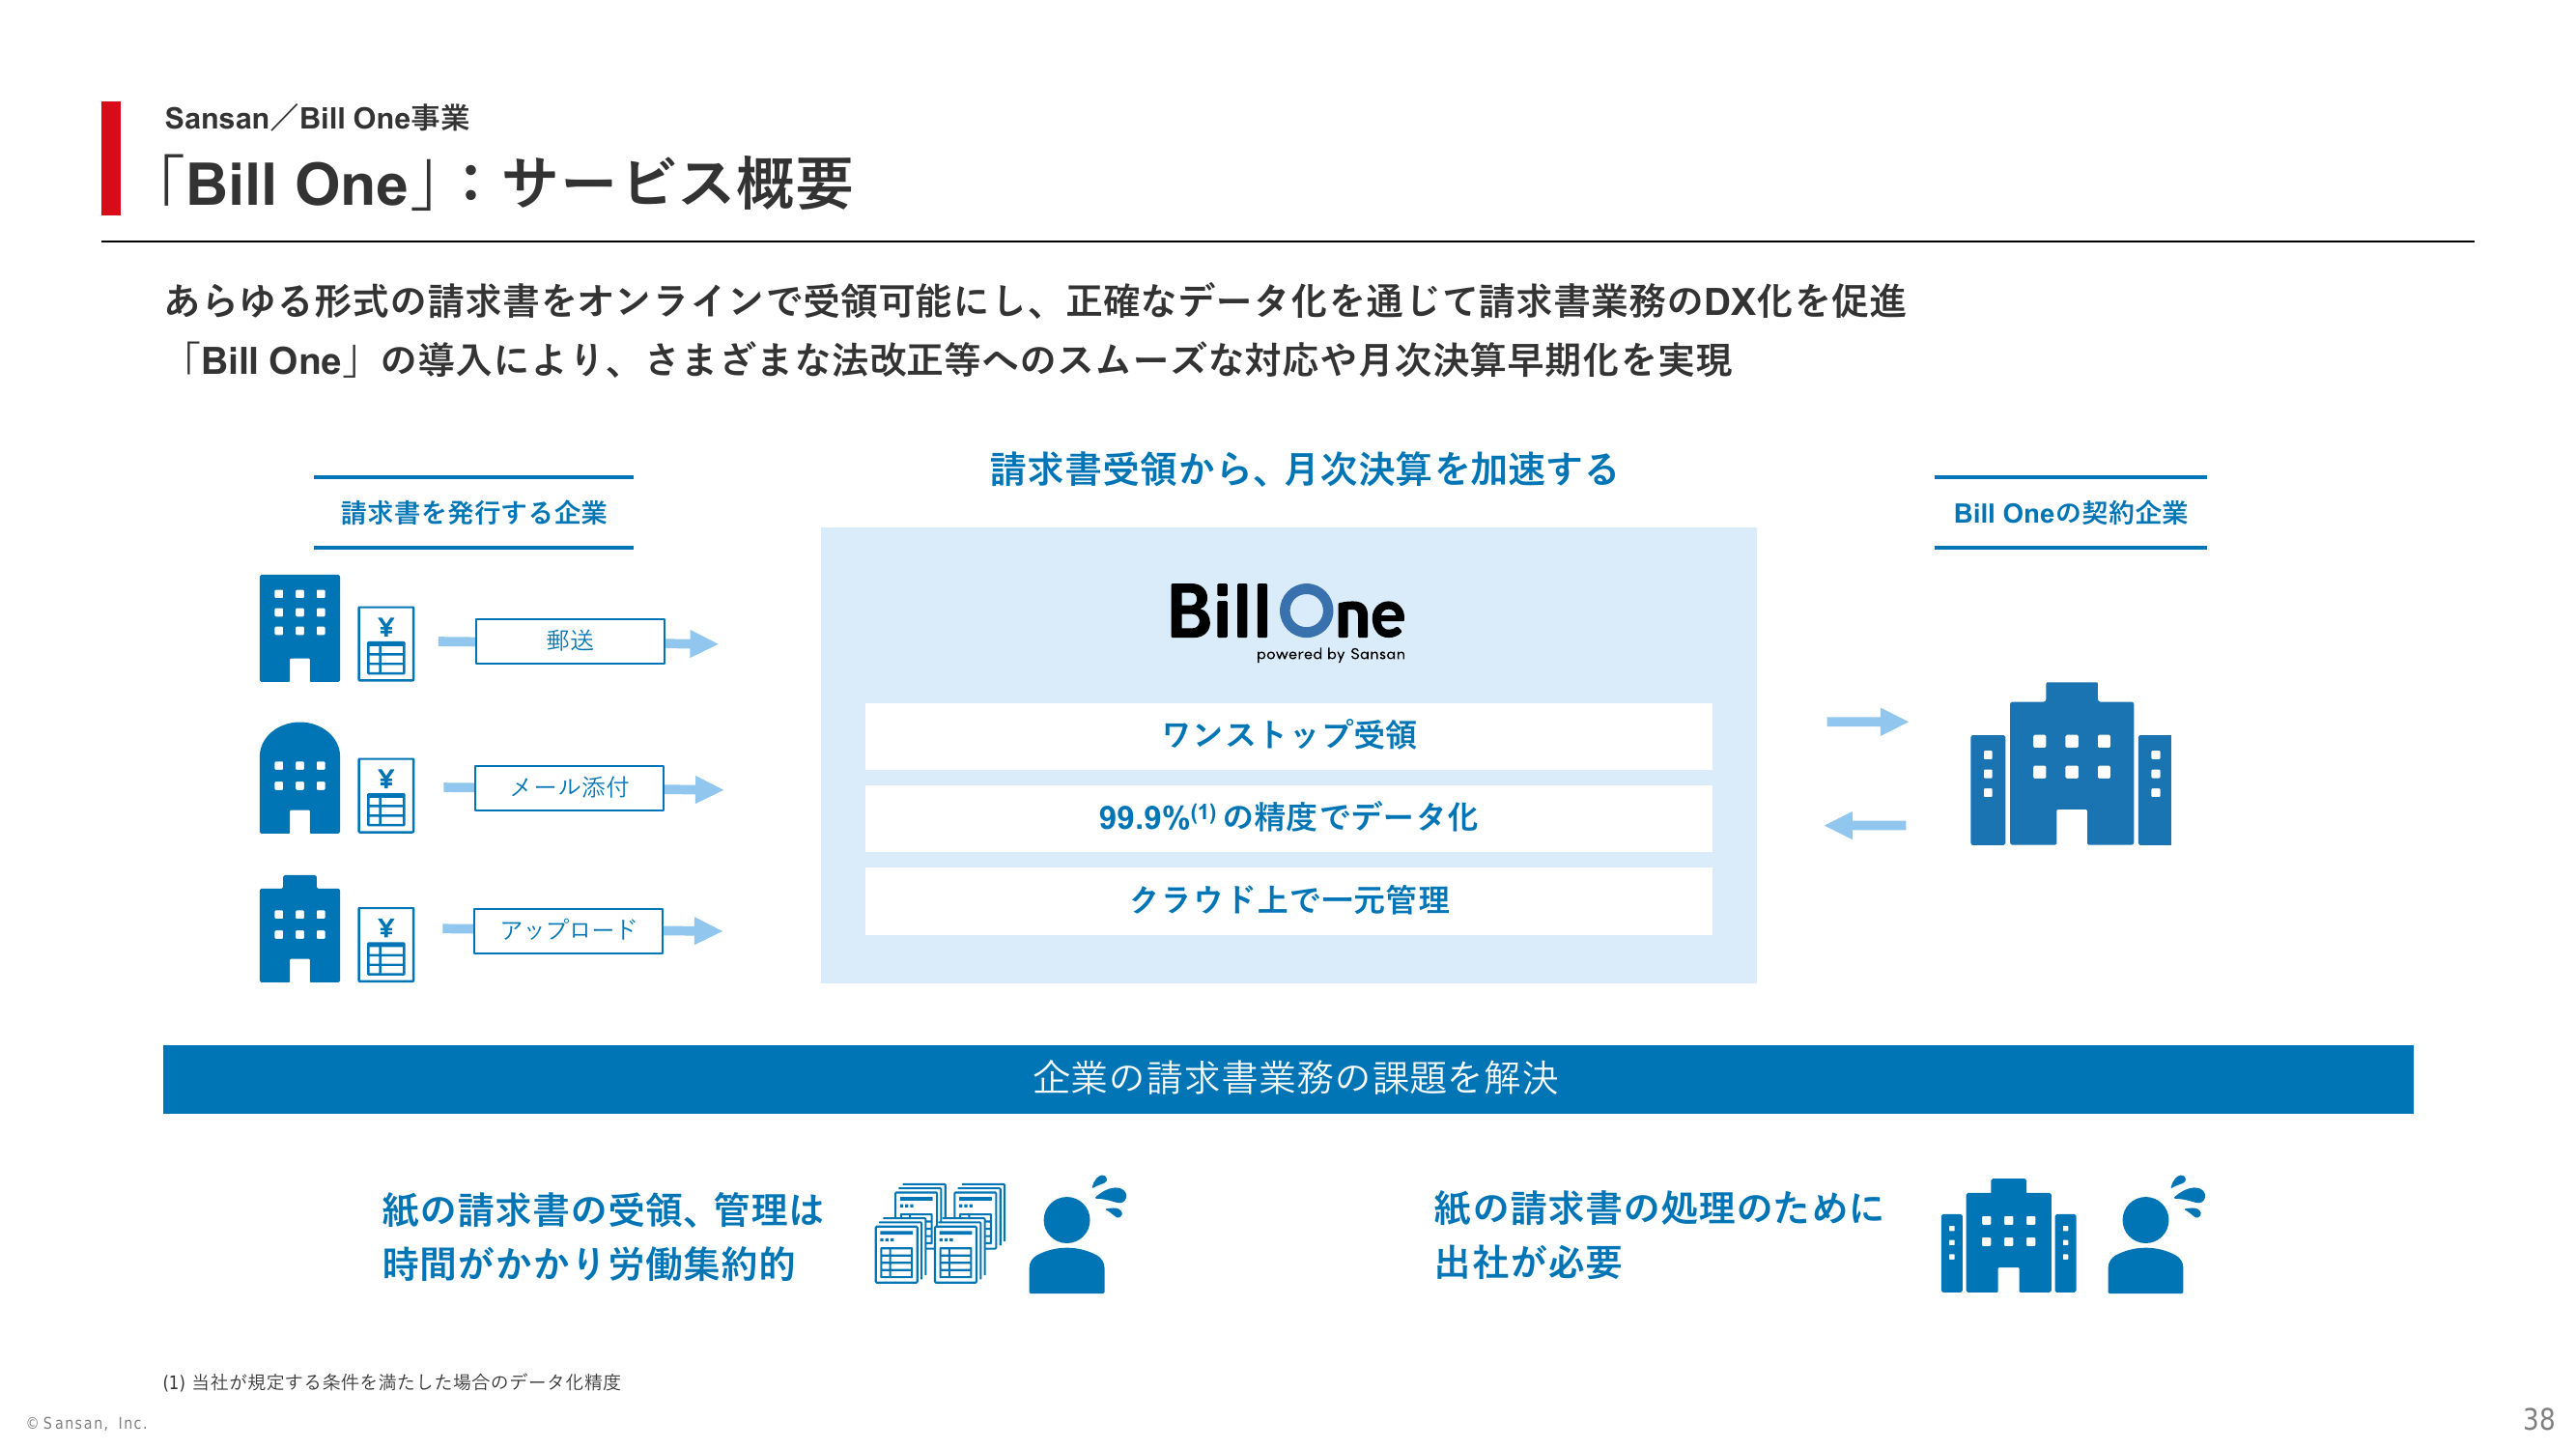 Sansan／Bill One事業
「Bill One」：サービス概要
あらゆる形式の請求書をオンラインで受領可能にし、正確なデータ化を通じて請求書業務のDX化を促進
「Bill One」の導入により、さまざまな法改正等へのスムーズな対応や月次決算早期化を実現
請求書を発行する企業
¥
郵送
¥
メール添付
¥
アップロード
請求書受領から、月次決算を加速する
Bill One
powered by Sansan
ワンストップ受領
99.9%(1) の精度でデータ化
クラウド上で一元管理
Bill Oneの契約企業
企業の請求書業務の課題を解決
紙の請求書の受領、管理は
時間がかかり労働集約的
紙の請求書の処理のために
出社が必要
(1) 当社が規定する条件を満たした場合のデータ化精度
© Sansan, Inc.
38